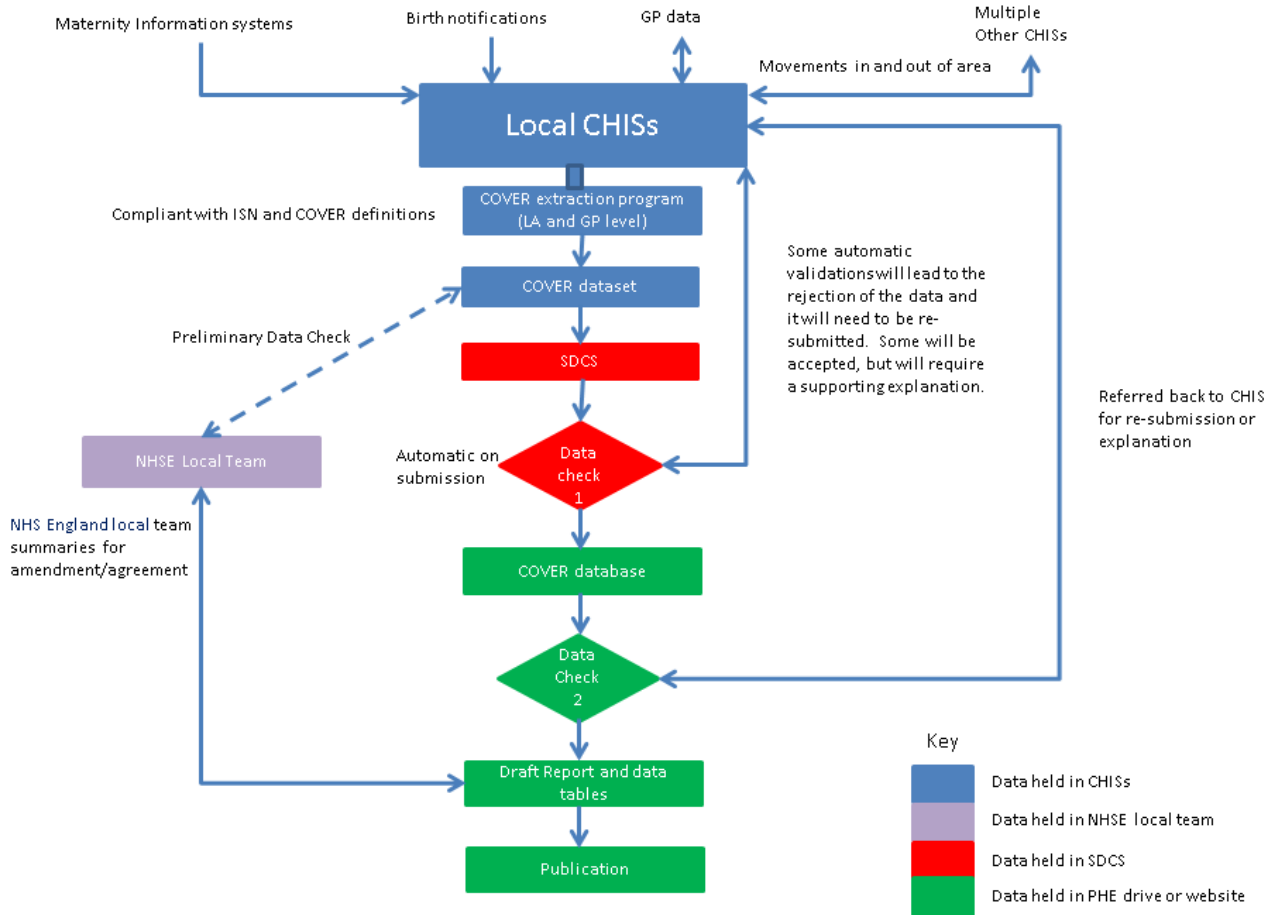 Maternity Information systems
Birth notifications
GP data
Multiple
Other CHISs
Movements in and out of area
Local CHISs
COVER extraction program
(LA and GP level)
Compliant with ISN and COVER definitions
COVER dataset
Preliminary Data Check
SDCS
Some automatic
validations will lead to the
rejection of the data and
it will need to be re-
submitted. Some will be
accepted, but will require
a supporting explanation.
Referred back to CHIS
for re-submission or
explanation
NHSE Local Team
Automatic on
submission
Data
check
1
NHS England local team
summaries for
amendment/agreement
COVER database
Data
Check
2
Draft Report and data
tables
Publication
Key
Data held in CHISs
Data held in NHSE local team
Data held in SDCS
Data held in PHE drive or website